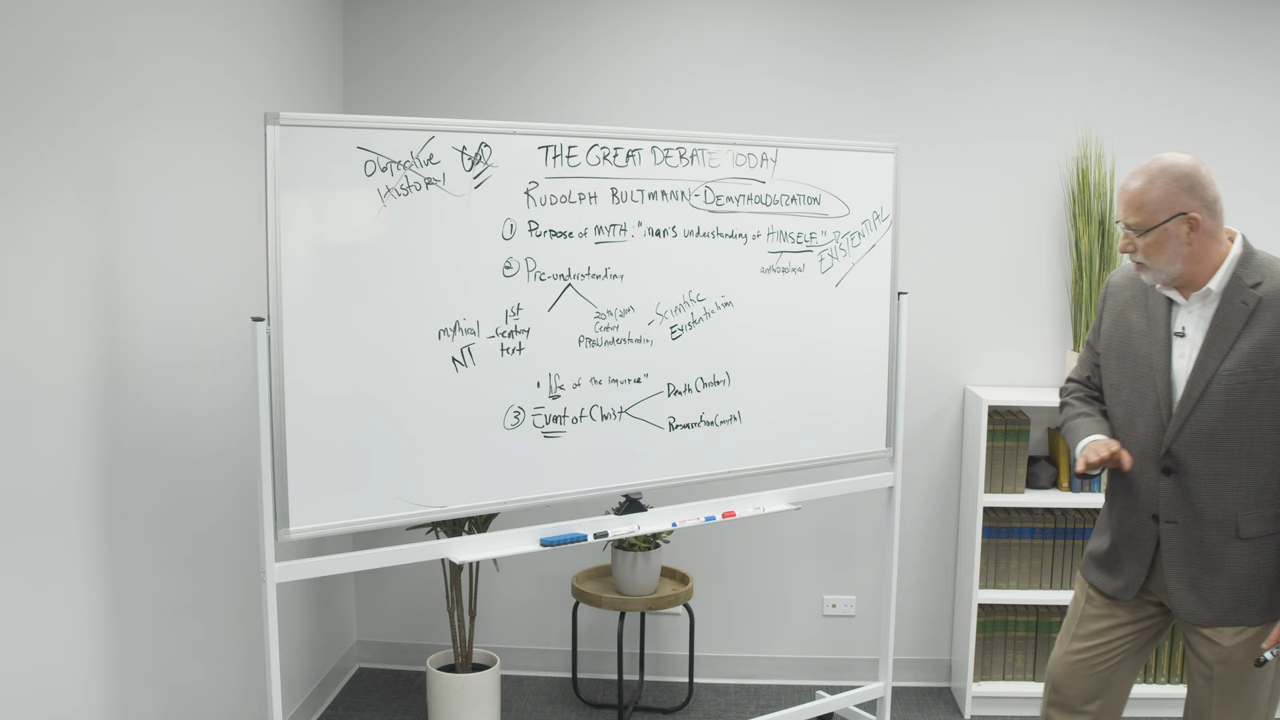 OBJECTIVE GOD
HISTORY
THE GREAT DEBATE TODAY
RUDOLPH BULTMANN - DEMYTHOLOGIZATION
① PURPOSE OF MYTH: "man's understanding of HIMSELF." EXISTENTIAL
anthropological
② Pre-understanding
mythical - 1st century text
NT
20th/21st Century PREUnderstanding - Scientific Existentialism
"life of the inquirer"
③ Event of Christ
Death (history)
Resurrection (myth)